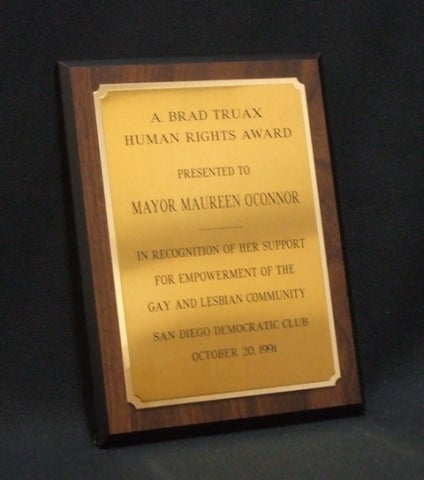 A. BRAD TRUAX
HUMAN RIGHTS AWARD
PRESENTED TO
MAYOR MAUREEN O'CONNOR
IN RECOGNITION OF HER SUPPORT
FOR EMPOWERMENT OF THE
GAY AND LESBIAN COMMUNITY
SAN DIEGO DEMOCRATIC CLUB
OCTOBER 20, 1991